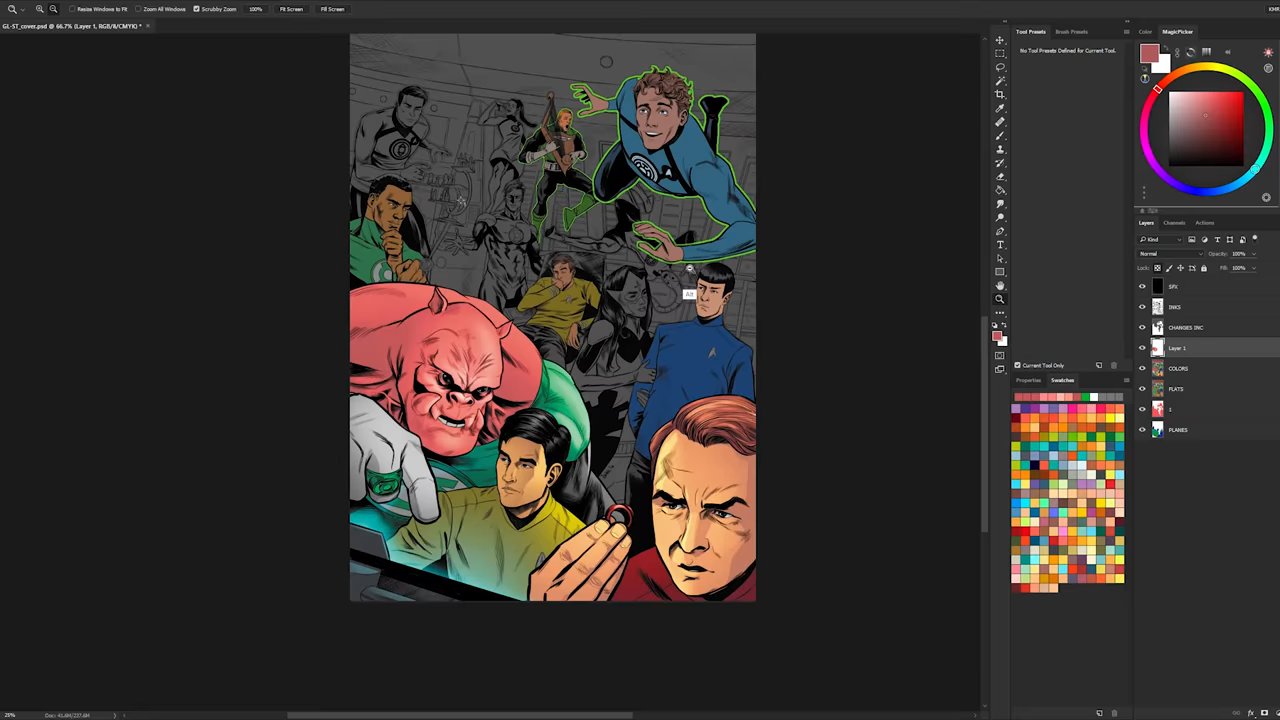 Resize Windows to Fit
Zoom All Windows
Scrubby Zoom
100%
Fit Screen
Fill Screen
GL-ST_cover.psd @ 66.7% (Layer 1, RGB/8/CMYK) *
Alt
Tool Presets
Brush Presets
No Tool Presets Defined for Current Tool.
Current Tool Only
Properties
Swatches
Color
MagicPicker
Layers
Channels
Actions
Kind
Normal
Opacity: 100%
Lock:
Fill: 100%
SFX
INKS
CHANGES INC
Layer 1
COLORS
FLATS
1
PLANES
25%